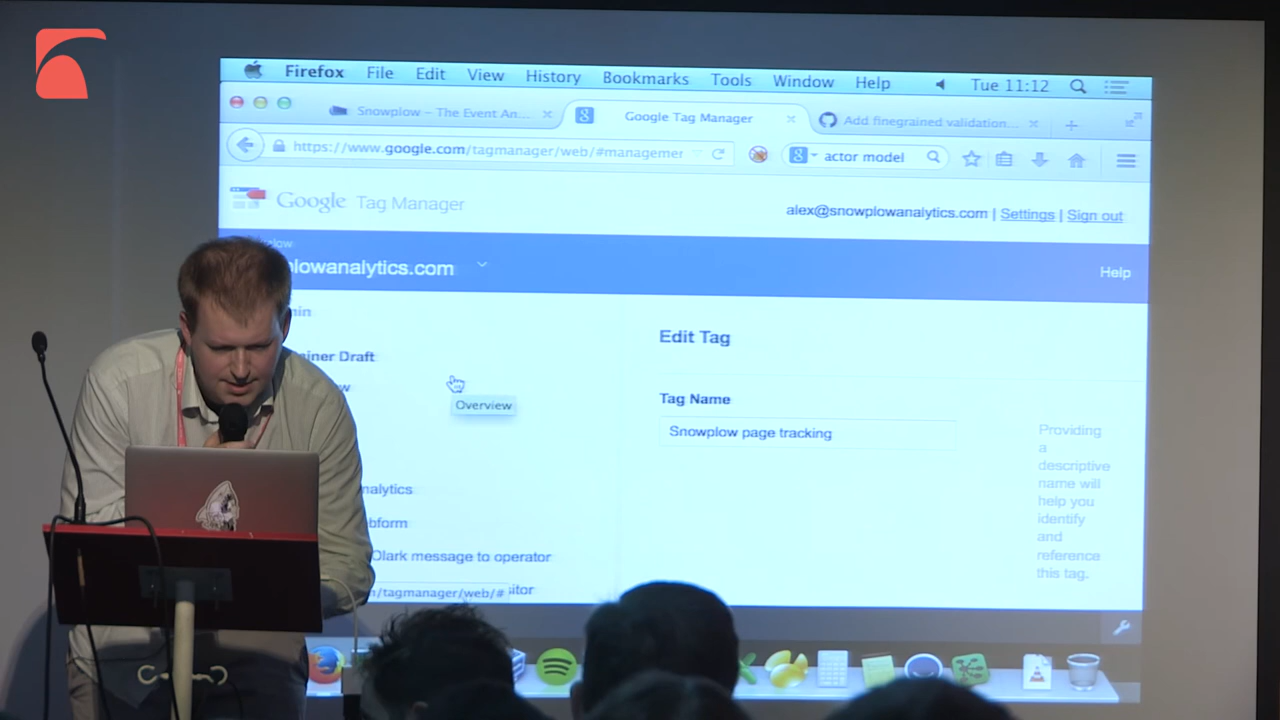 Firefox File Edit View History Bookmarks Tools Window Help Tue 11:12
Snowplow – The Event An... Google Tag Manager Add finegrained validation...
https://www.google.com/tagmanager/web/#managemer actor model
Google Tag Manager
alex@snowplowanalytics.com | Settings | Sign out
lowanalytics.com Help
Edit Tag
iner Draft
Overview
Tag Name
Snowplow page tracking
Providing
a
descriptive
name will
help you
identify
and
reference
this tag.
nalytics
bform
Olark message to operator
/tagmanager/web/# itor